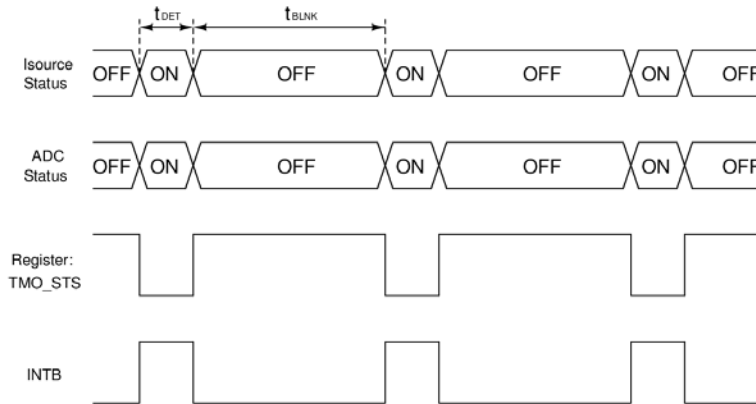 tDET
tBLNK
Isource
Status
OFF ON OFF ON OFF ON OFF
ADC
Status
OFF ON OFF ON OFF ON OFF
Register:
TMO_STS
INTB